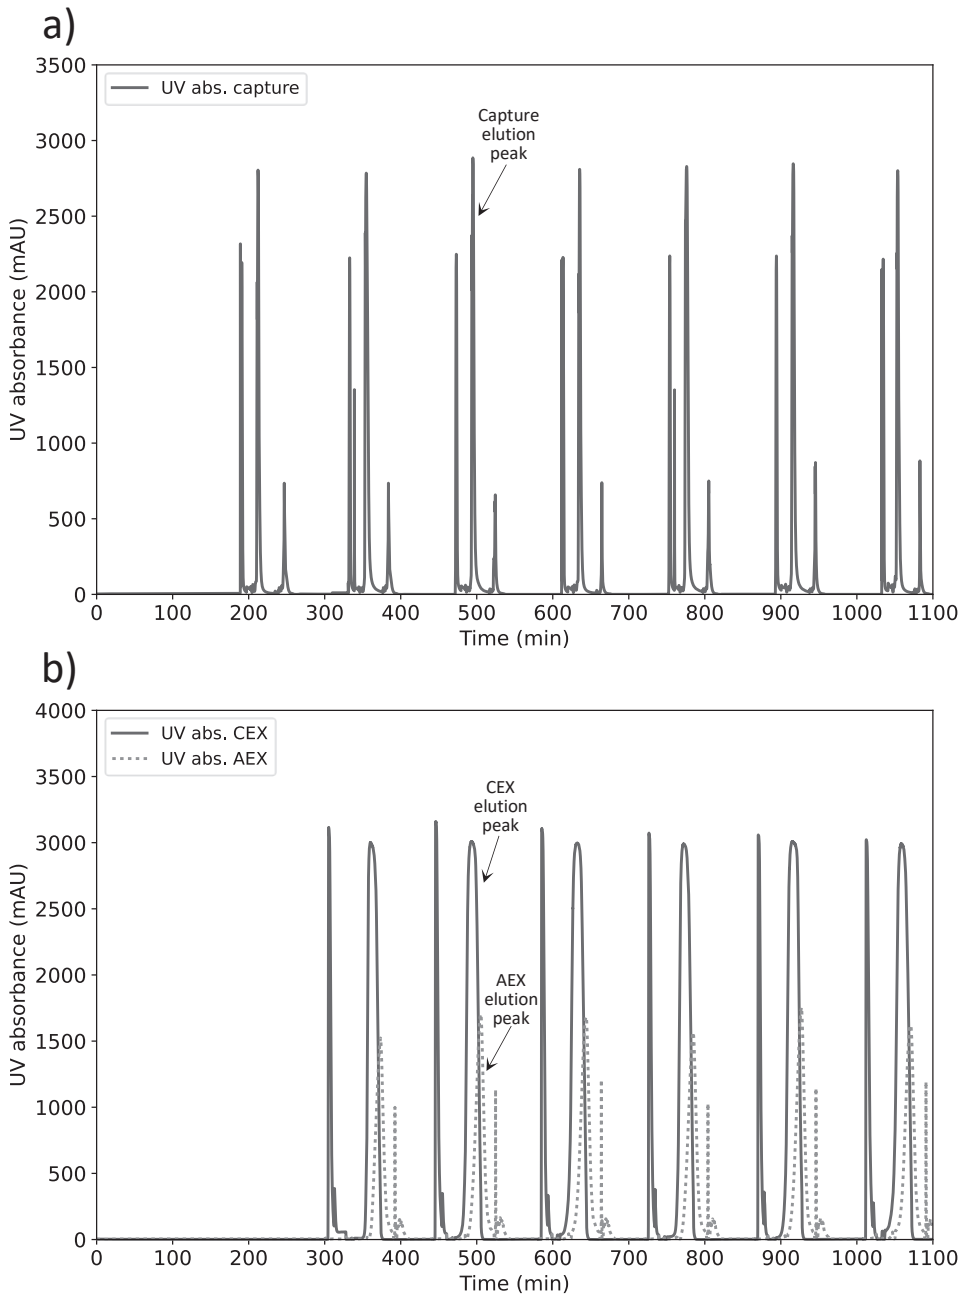 a)
3500
3000
2500
2000
1500
1000
500
0
UV absorbance (mAU)
UV abs. capture
Capture
elution
peak
0 100 200 300 400 500 600 700 800 900 1000 1100
Time (min)
b)
4000
3500
3000
2500
2000
1500
1000
500
0
UV absorbance (mAU)
UV abs. CEX
UV abs. AEX
CEX
elution
peak
AEX
elution
peak
0 100 200 300 400 500 600 700 800 900 1000 1100
Time (min)